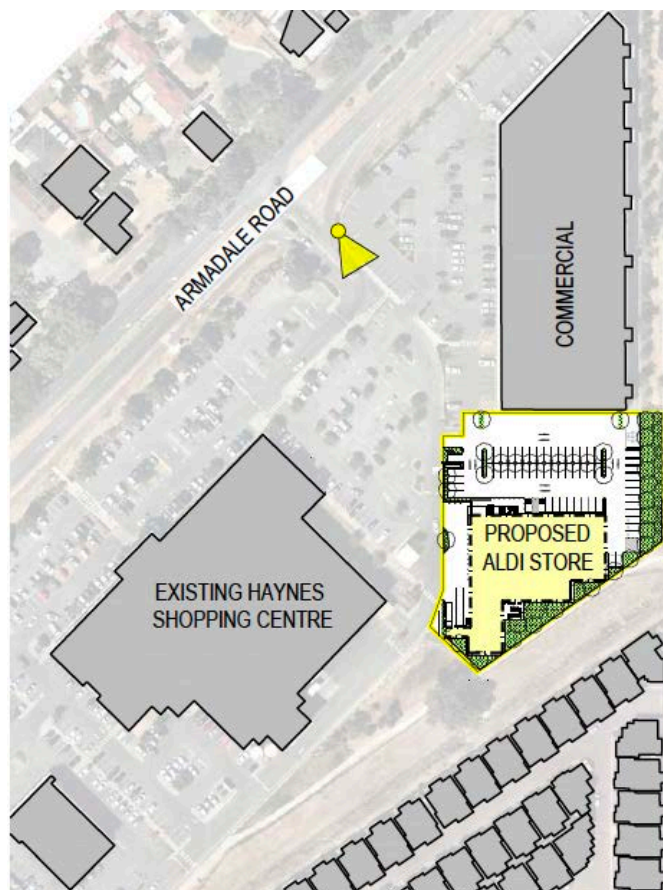 ARMADALE ROAD
COMMERCIAL
PROPOSED
ALDI STORE
EXISTING HAYNES
SHOPPING CENTRE